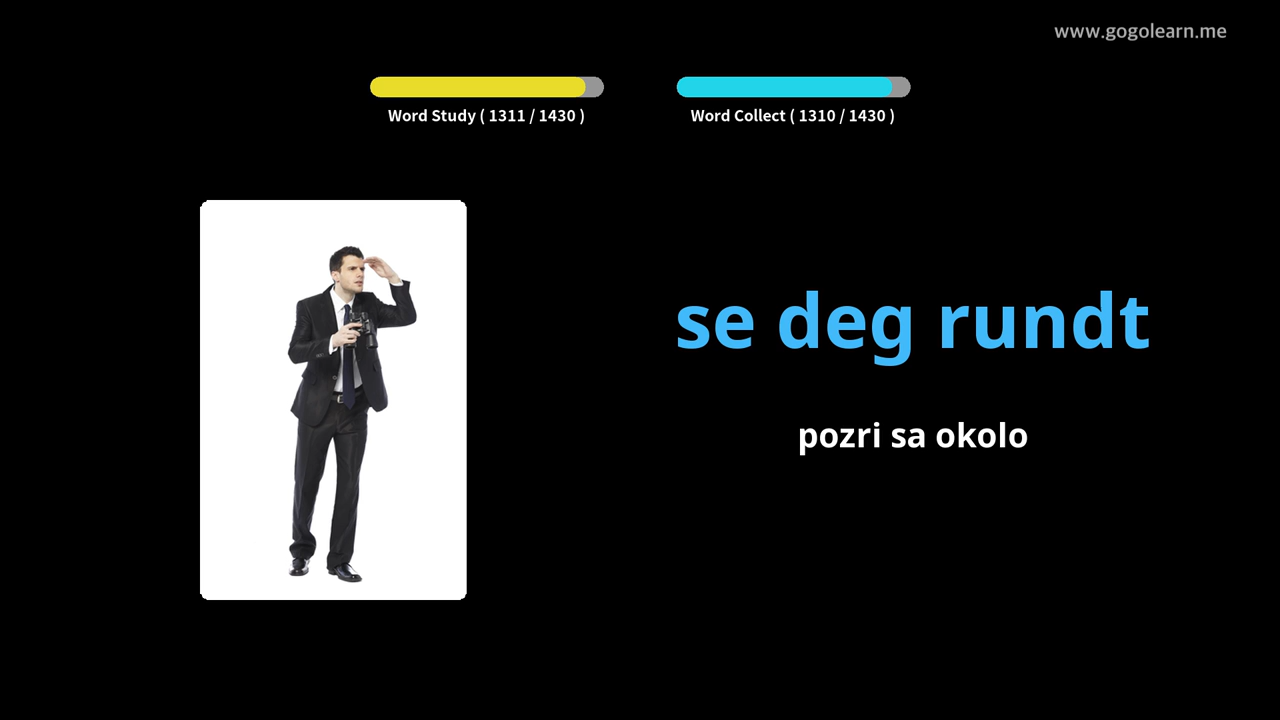 www.gogolearn.me
Word Study ( 1311 / 1430 )
Word Collect ( 1310 / 1430 )
se deg rundt
pozri sa okolo